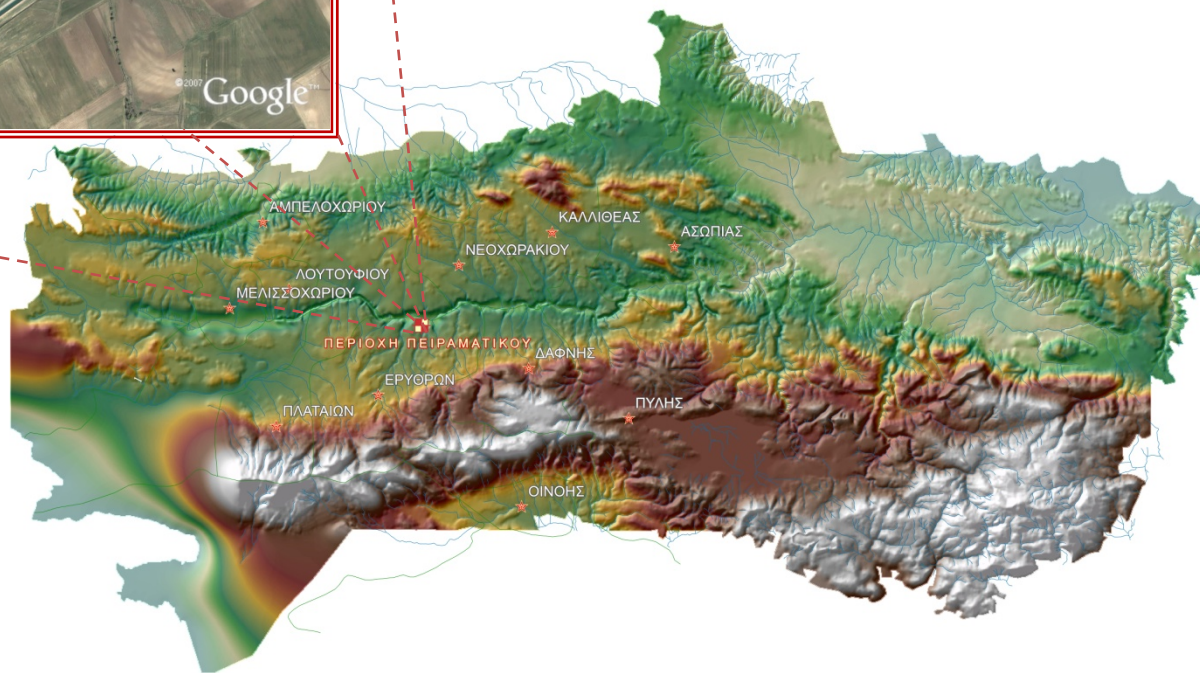 ©2007 Google™
ΑΜΠΕΛΟΧΩΡΙΟΥ
ΚΑΛΛΙΘΕΑΣ
ΑΣΩΠΙΑΣ
ΝΕΟΧΩΡΑΚΙΟΥ
ΛΟΥΤΟΥΦΙΟΥ
ΜΕΛΙΣΣΟΧΩΡΙΟΥ
ΠΕΡΙΟΧΗ ΠΕΙΡΑΜΑΤΙΚΟΥ
ΔΑΦΝΗΣ
ΕΡΥΘΡΩΝ
ΠΥΛΗΣ
ΠΛΑΤΑΙΩΝ
ΟΙΝΟΗΣ